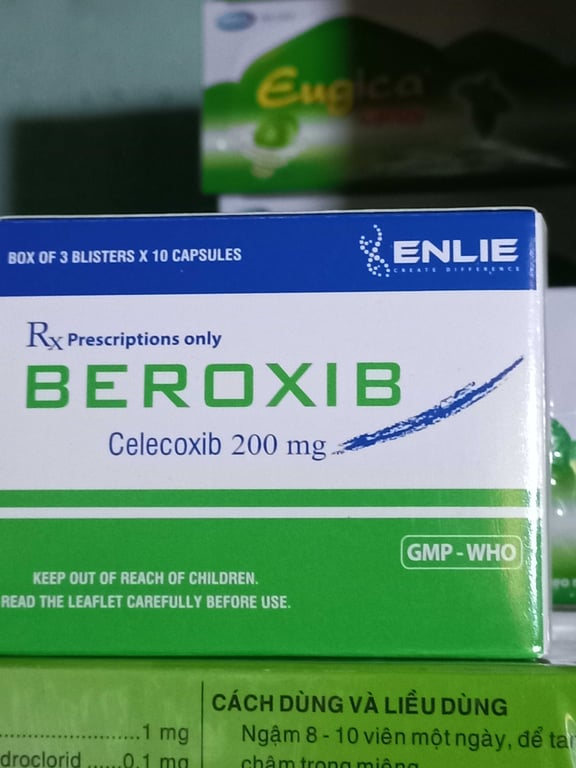 Eugica
BOX OF 3 BLISTERS X 10 CAPSULES
ENLIE
CREATE DIFFERENCE
Rx Prescriptions only
BEROXIB
Celecoxib 200 mg
GMP - WHO
KEEP OUT OF REACH OF CHILDREN.
READ THE LEAFLET CAREFULLY BEFORE USE.
CÁCH DÙNG VÀ LIỀU DÙNG
......................1 mg
Ngậm 8 - 10 viên một ngày, để tan
droclorid ......0,1 mg
chậm trong miệng